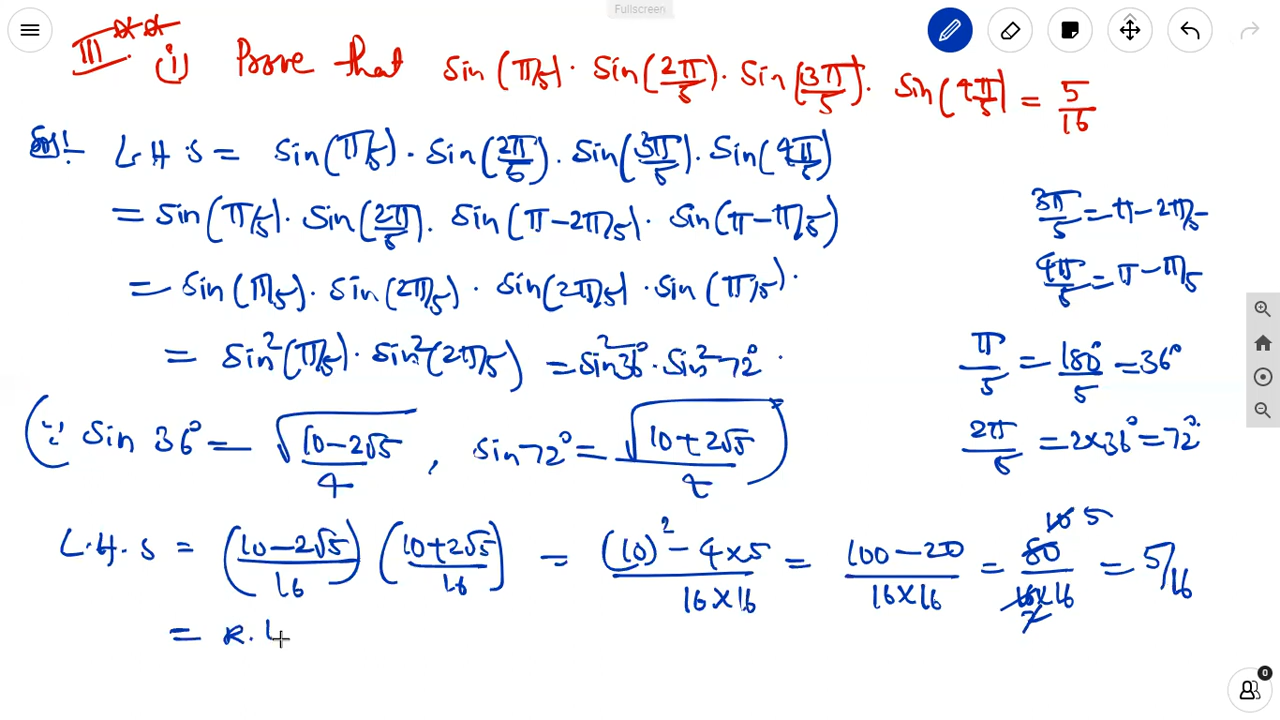 Fullscreen
III ** (i) Prove that sin(π/5) · sin(2π/5) · sin(3π/5) · sin(4π/5) = 5/16
Sol:- L.H.S = sin(π/5) · sin(2π/5) · sin(3π/5) · sin(4π/5)
= sin(π/5) · sin(2π/5) · sin(π-2π/5) · sin(π-π/5)
3π/5 = π-2π/5
= sin(π/5) · sin(2π/5) · sin(2π/5) · sin(π/5) ·
4π/5 = π-π/5
= sin²(π/5) · sin²(2π/5) = sin²36° · sin²72° ·
π/5 = 180°/5 = 36°
(∵ sin 36° = √10-2√5/4 , sin 72° = √10+2√5/4)
2π/5 = 2×36° = 72°
L.H.S = (10-2√5/16) (10+2√5/16) = (10)² - 4×5/16×16 = 100-20/16×16 = 80/16×16 = 5/16
= R.H
0